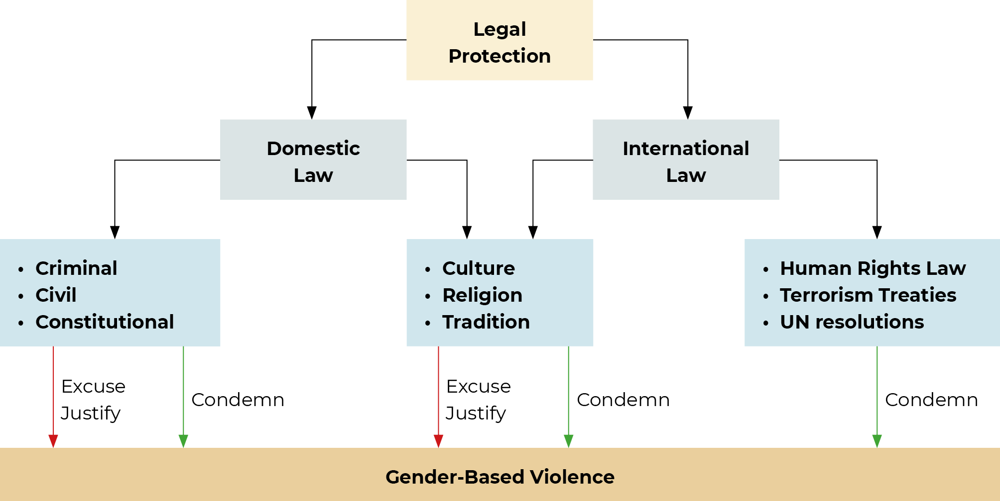 Legal
Protection
Domestic
Law
International
Law
• Criminal
• Civil
• Constitutional
• Culture
• Religion
• Tradition
• Human Rights Law
• Terrorism Treaties
• UN resolutions
Excuse
Justify
Condemn
Excuse
Justify
Condemn
Condemn
Gender-Based Violence